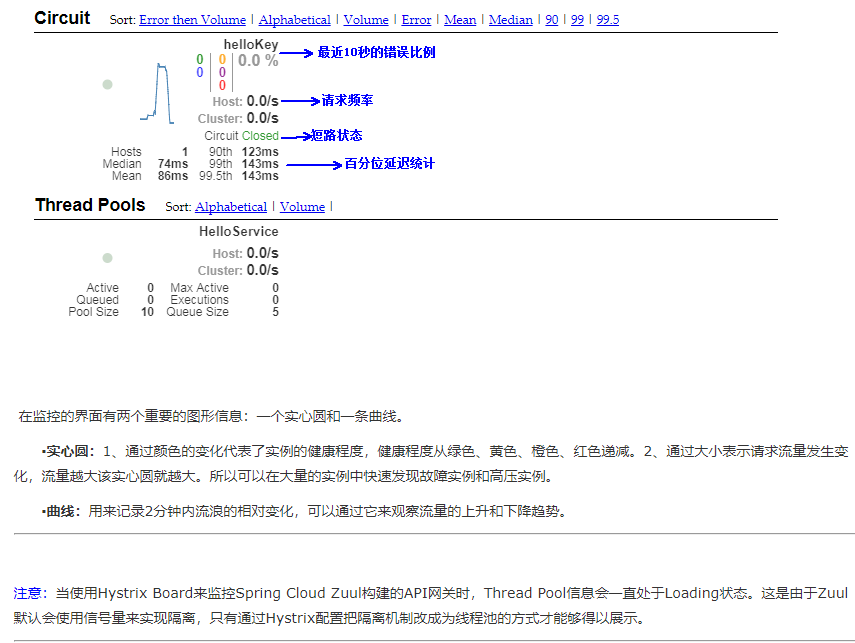 Circuit Sort: Error then Volume | Alphabetical | Volume | Error | Mean | Median | 90 | 99 | 99.5
helloKey
0 0 0.0 % 最近10秒的错误比例
0 0
0
Host: 0.0/s 请求频率
Cluster: 0.0/s
Circuit Closed 短路状态
Hosts 1 90th 123ms
Median 74ms 99th 143ms 百分位延迟统计
Mean 86ms 99.5th 143ms
Thread Pools Sort: Alphabetical | Volume |
HelloService
Host: 0.0/s
Cluster: 0.0/s
Active 0 Max Active 0
Queued 0 Executions 0
Pool Size 10 Queue Size 5
在监控的界面有两个重要的图形信息：一个实心圆和一条曲线。
▪实心圆：1、通过颜色的变化代表了实例的健康程度，健康程度从绿色、黄色、橙色、红色递减。2、通过大小表示请求流量发生变
化，流量越大该实心圆就越大。所以可以在大量的实例中快速发现故障实例和高压实例。
▪曲线：用来记录2分钟内流浪的相对变化，可以通过它来观察流量的上升和下降趋势。
注意：当使用Hystrix Board来监控Spring Cloud Zuul构建的API网关时，Thread Pool信息会一直处于Loading状态。这是由于Zuul
默认会使用信号量来实现隔离，只有通过Hystrix配置把隔离机制改成为线程池的方式才能够得以展示。